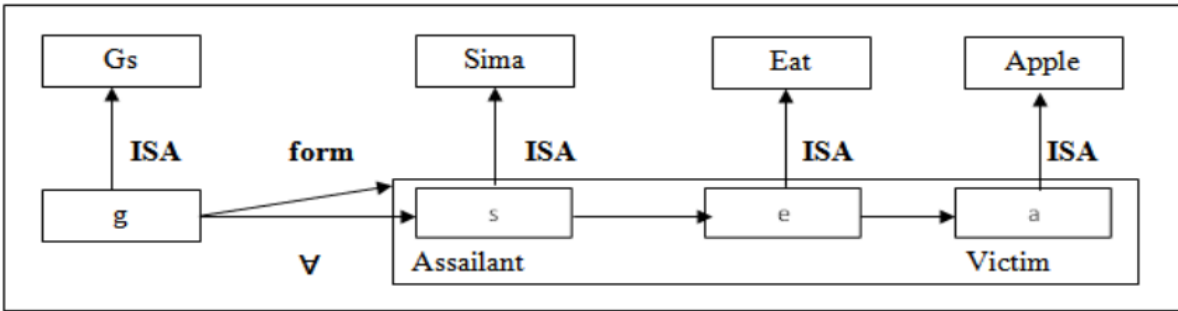 Gs Sima Eat Apple
ISA form ISA ISA ISA
g s e a
∀ Assailant Victim